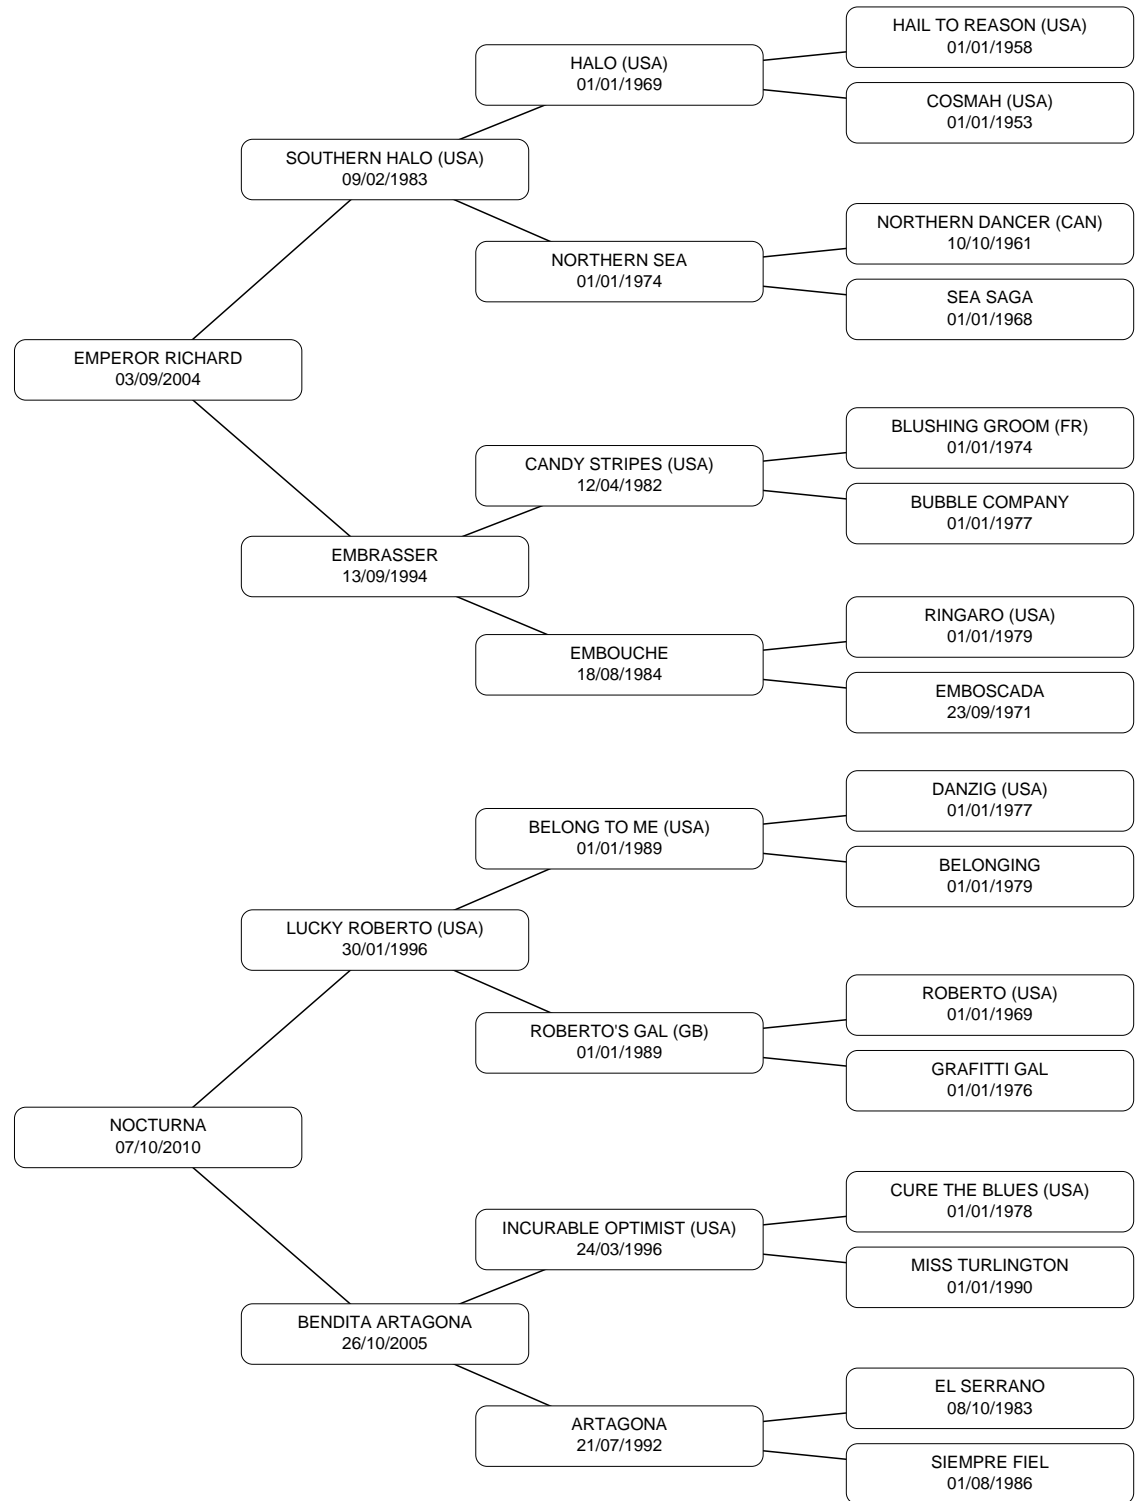 HAIL TO REASON (USA)
01/01/1958
HALO (USA)
01/01/1969
COSMAH (USA)
01/01/1953
SOUTHERN HALO (USA)
09/02/1983
NORTHERN DANCER (CAN)
10/10/1961
NORTHERN SEA
01/01/1974
SEA SAGA
01/01/1968
EMPEROR RICHARD
03/09/2004
BLUSHING GROOM (FR)
01/01/1974
CANDY STRIPES (USA)
12/04/1982
BUBBLE COMPANY
01/01/1977
EMBRASSER
13/09/1994
RINGARO (USA)
01/01/1979
EMBOUCHE
18/08/1984
EMBOSCADA
23/09/1971
DANZIG (USA)
01/01/1977
BELONG TO ME (USA)
01/01/1989
BELONGING
01/01/1979
LUCKY ROBERTO (USA)
30/01/1996
ROBERTO (USA)
01/01/1969
ROBERTO'S GAL (GB)
01/01/1989
GRAFITTI GAL
01/01/1976
NOCTURNA
07/10/2010
CURE THE BLUES (USA)
01/01/1978
INCURABLE OPTIMIST (USA)
24/03/1996
MISS TURLINGTON
01/01/1990
BENDITA ARTAGONA
26/10/2005
EL SERRANO
08/10/1983
ARTAGONA
21/07/1992
SIEMPRE FIEL
01/08/1986